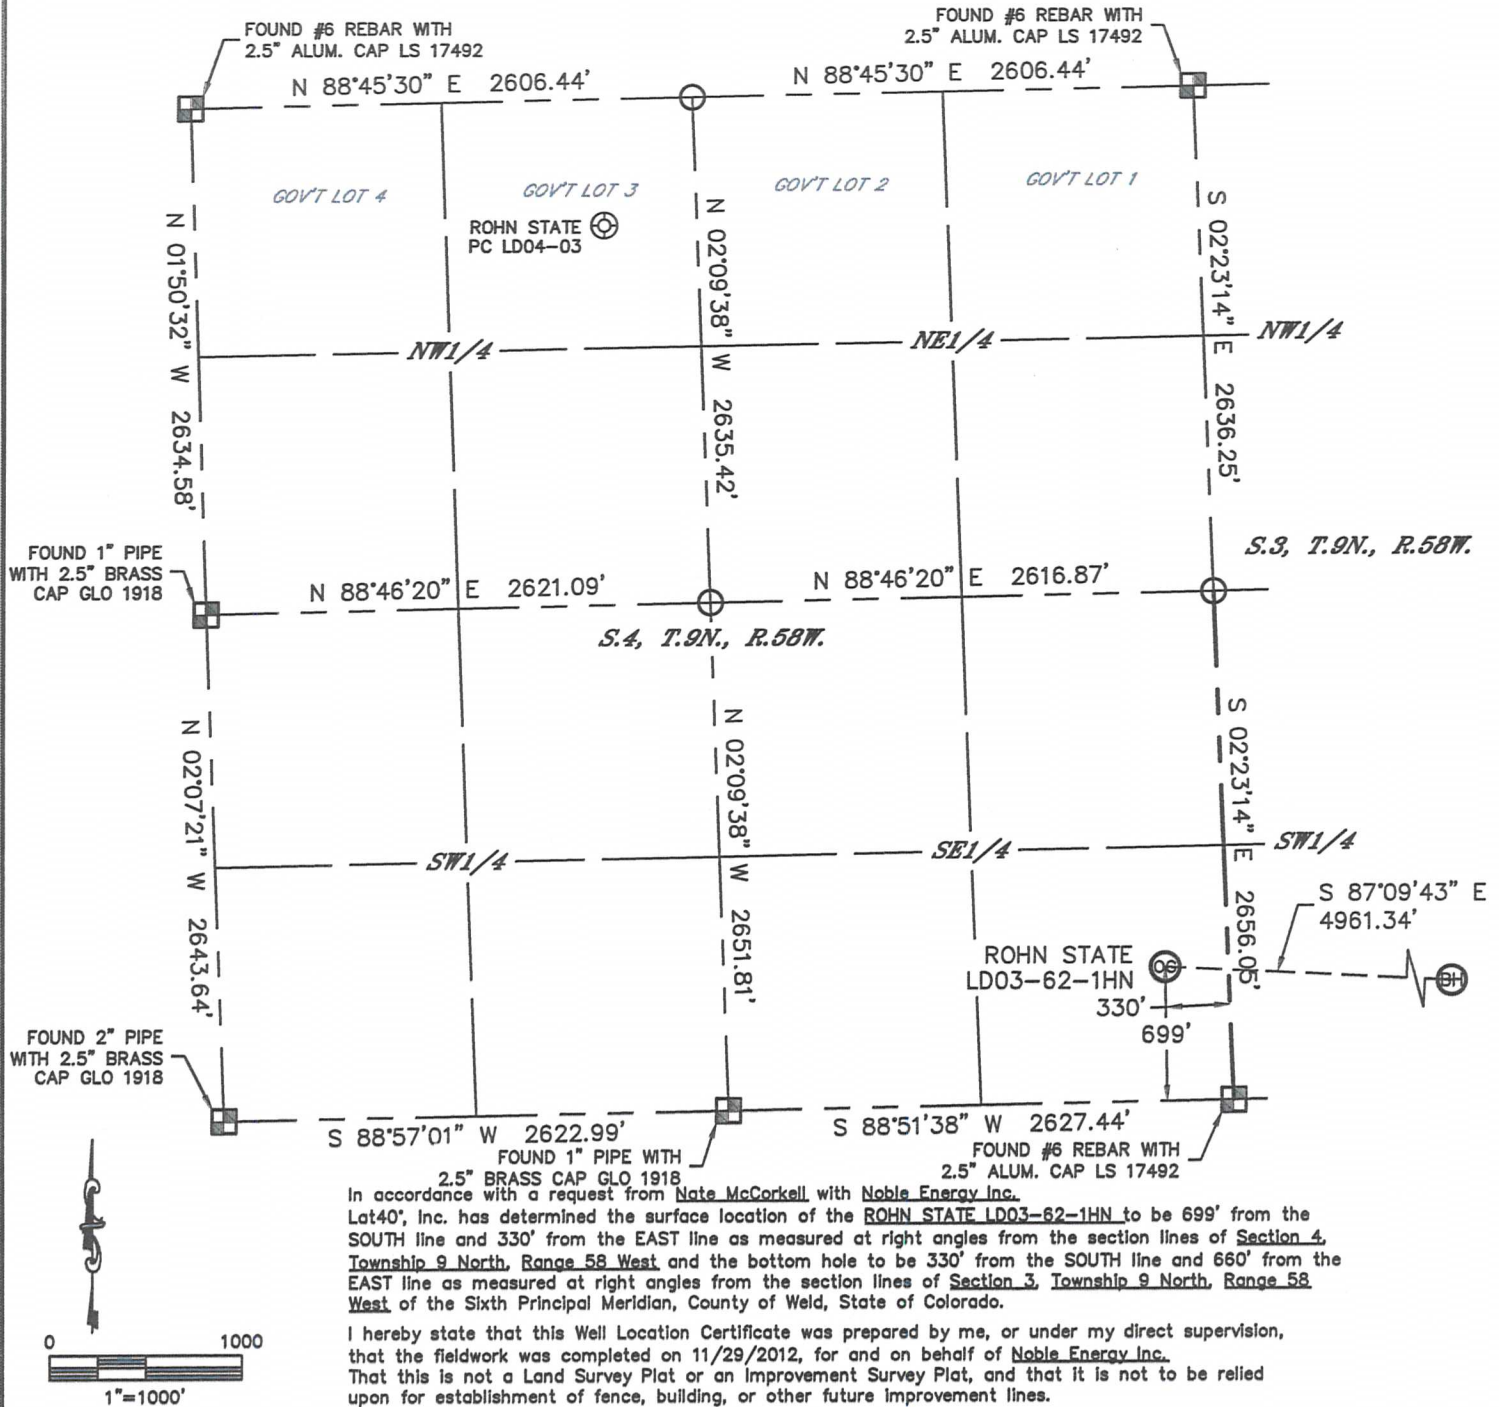 FOUND #6 REBAR WITH
2.5" ALUM. CAP LS 17492
FOUND #6 REBAR WITH
2.5" ALUM. CAP LS 17492
N 88°45'30" E 2606.44'
N 88°45'30" E 2606.44'
GOV'T LOT 4
GOV'T LOT 3
GOV'T LOT 2
GOV'T LOT 1
ROHN STATE
PC LD04-03
N 01°50'32" W 2634.58'
N 02°09'38" W 2635.42'
S 02°23'14" E 2636.25'
NW1/4
NE1/4
NW1/4
S.3, T.9N., R.58W.
FOUND 1" PIPE
WITH 2.5" BRASS
CAP GLO 1918
N 88°46'20" E 2621.09'
N 88°46'20" E 2616.87'
S.4, T.9N., R.58W.
N 02°07'21" W 2643.64'
N 02°09'38" W 2651.81'
S 02°23'14" E 2656.05'
SW1/4
SE1/4
SW1/4
S 87°09'43" E
4961.34'
ROHN STATE
LD03-62-1HN
OG
BH
330'
699'
FOUND 2" PIPE
WITH 2.5" BRASS
CAP GLO 1918
S 88°57'01" W 2622.99'
S 88°51'38" W 2627.44'
FOUND 1" PIPE WITH
2.5" BRASS CAP GLO 1918
FOUND #6 REBAR WITH
2.5" ALUM. CAP LS 17492
In accordance with a request from Nate McCorkell with Noble Energy Inc.
Lat40°, Inc. has determined the surface location of the ROHN STATE LD03-62-1HN to be 699' from the
SOUTH line and 330' from the EAST line as measured at right angles from the section lines of Section 4,
Township 9 North, Range 58 West and the bottom hole to be 330' from the SOUTH line and 660' from the
EAST line as measured at right angles from the section lines of Section 3, Township 9 North, Range 58
West of the Sixth Principal Meridian, County of Weld, State of Colorado.
I hereby state that this Well Location Certificate was prepared by me, or under my direct supervision,
that the fieldwork was completed on 11/29/2012, for and on behalf of Noble Energy Inc.
That this is not a Land Survey Plat or an Improvement Survey Plat, and that it is not to be relied
upon for establishment of fence, building, or other future improvement lines.
0 1000
1"=1000'